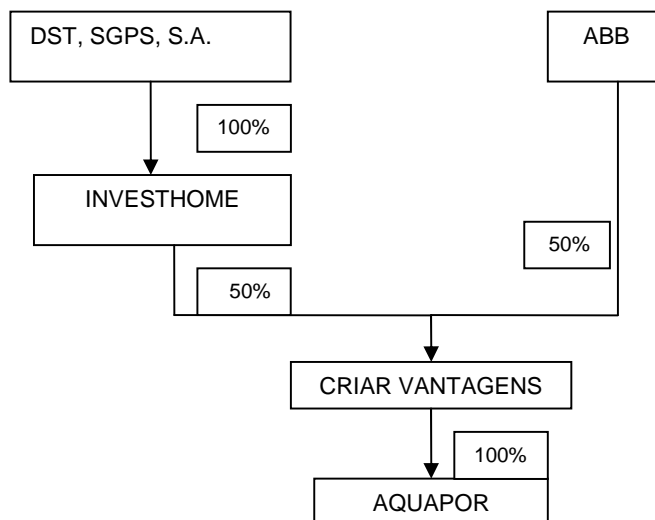 DST, SGPS, S.A.
ABB
100%
INVESTHOME
50%
50%
CRIAR VANTAGENS
100%
AQUAPOR